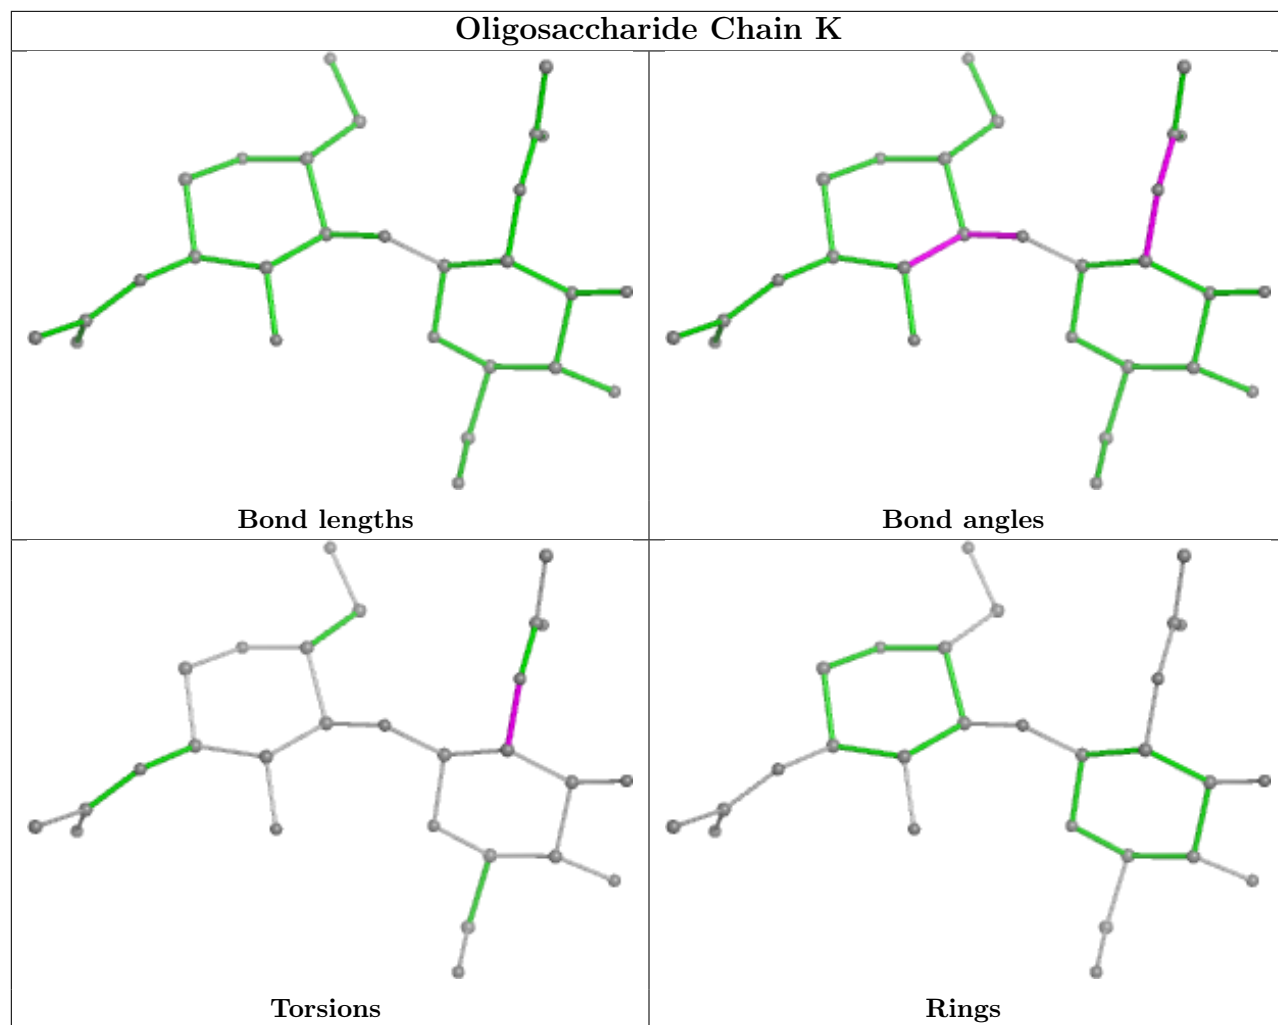 Oligosaccharide Chain K
Bond lengths
Bond angles
Torsions
Rings